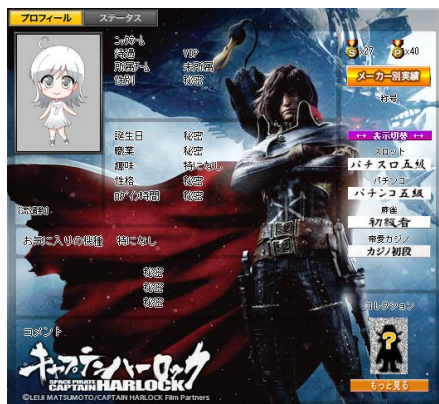 プロフィール
ステータス
ニックネーム
待遇 VIP
所属チーム 未所属
性別 秘密
誕生日 秘密
職業 秘密
趣味 特になし
性格 秘密
ログイン時間 秘密
お気に入りの機種 特になし
秘密
秘密
秘密
コメント
キャプテンハーロック
SPACE PIRATE
CAPTAIN HARLOCK
©LEIJI MATSUMOTO/CAPTAIN HARLOCK Film Partners
S x27 P x40
メーカー別実績
称号
⇔ 表示切替 ⇔
スロット
パチスロ五級
パチンコ
パチンコ五級
麻雀
初級者
帝愛カジノ
カジノ初段
コレクション
?
もっと見る